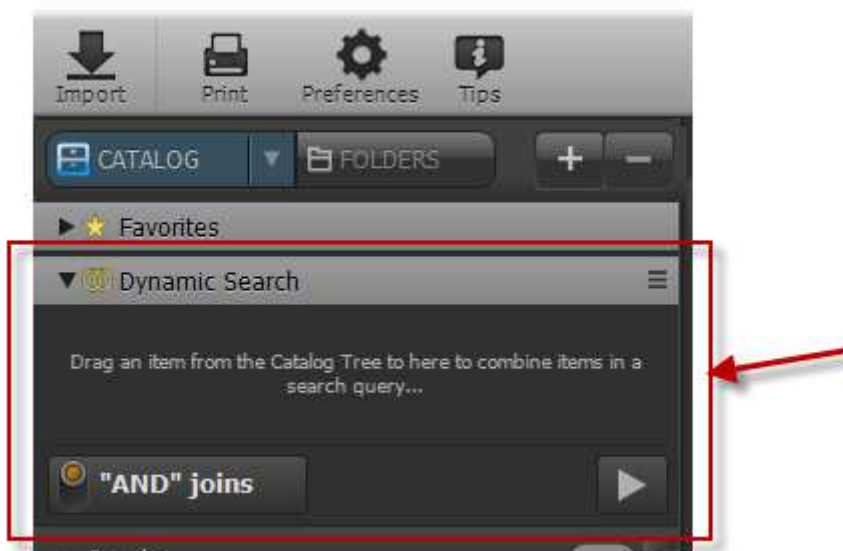 Import Print Preferences Tips
CATALOG FOLDERS
Favorites
Dynamic Search
Drag an item from the Catalog Tree to here to combine items in a
search query...
"AND" joins